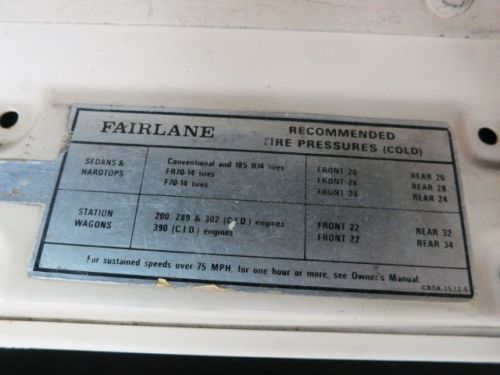 FAIRLANE RECOMMENDED
TIRE PRESSURES (COLD)
SEDANS & HARDTOPS
Conventional and 185 R14 tires FRONT 26 REAR 26
FR70-14 tires FRONT 28 REAR 28
F70-14 tires FRONT 24 REAR 24
STATION WAGONS
200, 289 & 302 (C.I.D.) engines FRONT 22 REAR 32
390 (C.I.D.) engines FRONT 22 REAR 34
For sustained speeds over 75 MPH, for one hour or more, see Owner's Manual.